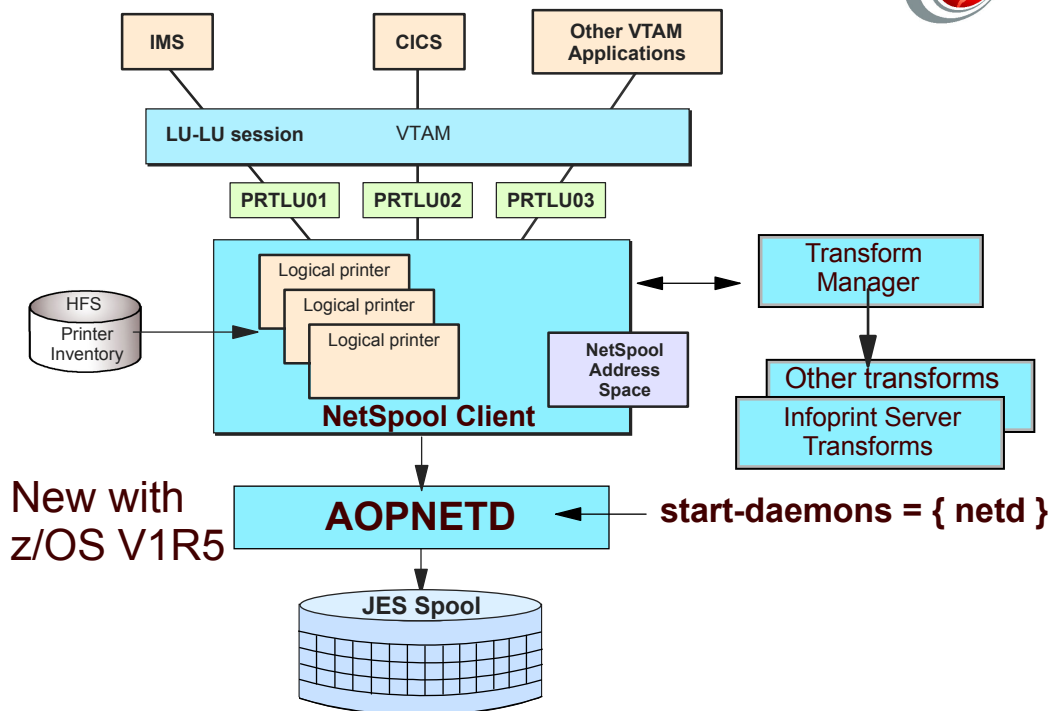 IMS
CICS
Other VTAM
Applications
LU-LU session
VTAM
PRTLU01
PRTLU02
PRTLU03
Logical printer
Logical printer
Logical printer
HFS
Printer
Inventory
NetSpool
Address
Space
NetSpool Client
Transform
Manager
Other transforms
Infoprint Server
Transforms
New with
z/OS V1R5
AOPNETD
start-daemons = { netd }
JES Spool